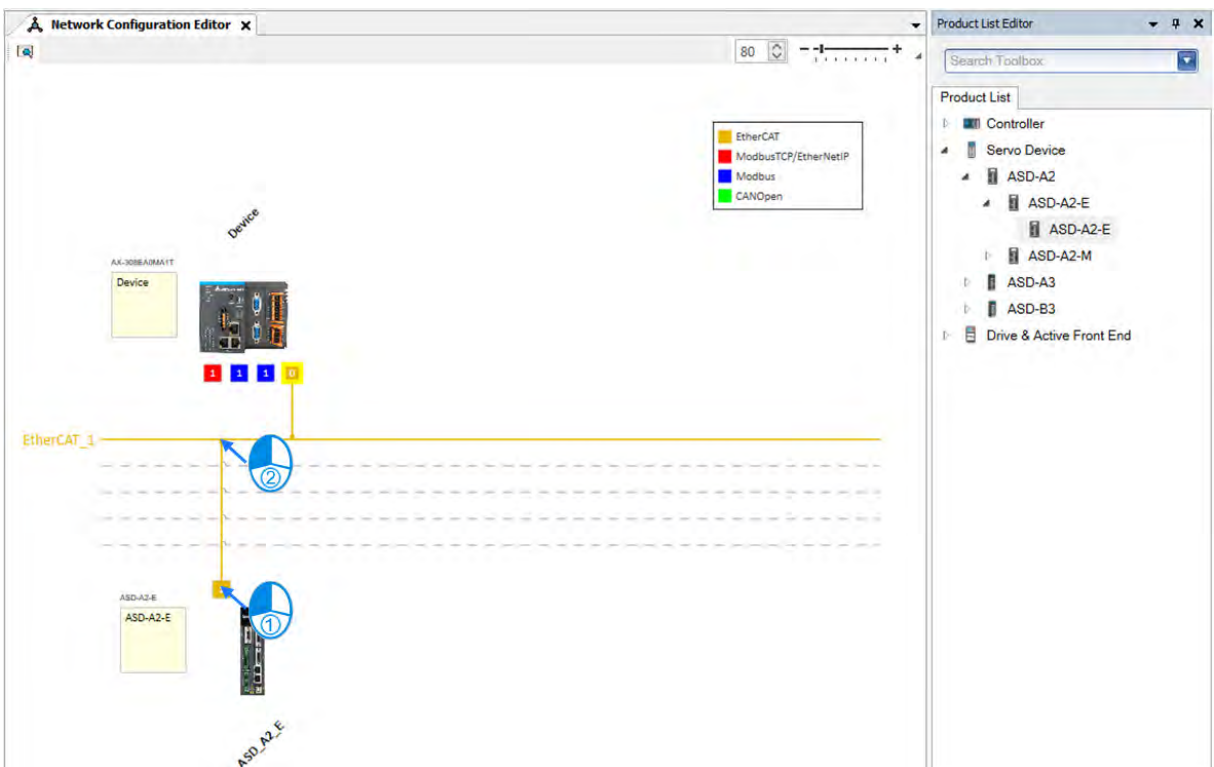 Network Configuration Editor
80
EtherCAT
ModbusTCP/EtherNetIP
Modbus
CANOpen
Device
AX-308EA0MA1T
Device
1 1 1 0
EtherCAT_1
②
ASD-A2-E
ASD-A2-E
①
ASD_A2_E
Product List Editor
Search Toolbox
Product List
Controller
Servo Device
ASD-A2
ASD-A2-E
ASD-A2-E
ASD-A2-M
ASD-A3
ASD-B3
Drive & Active Front End